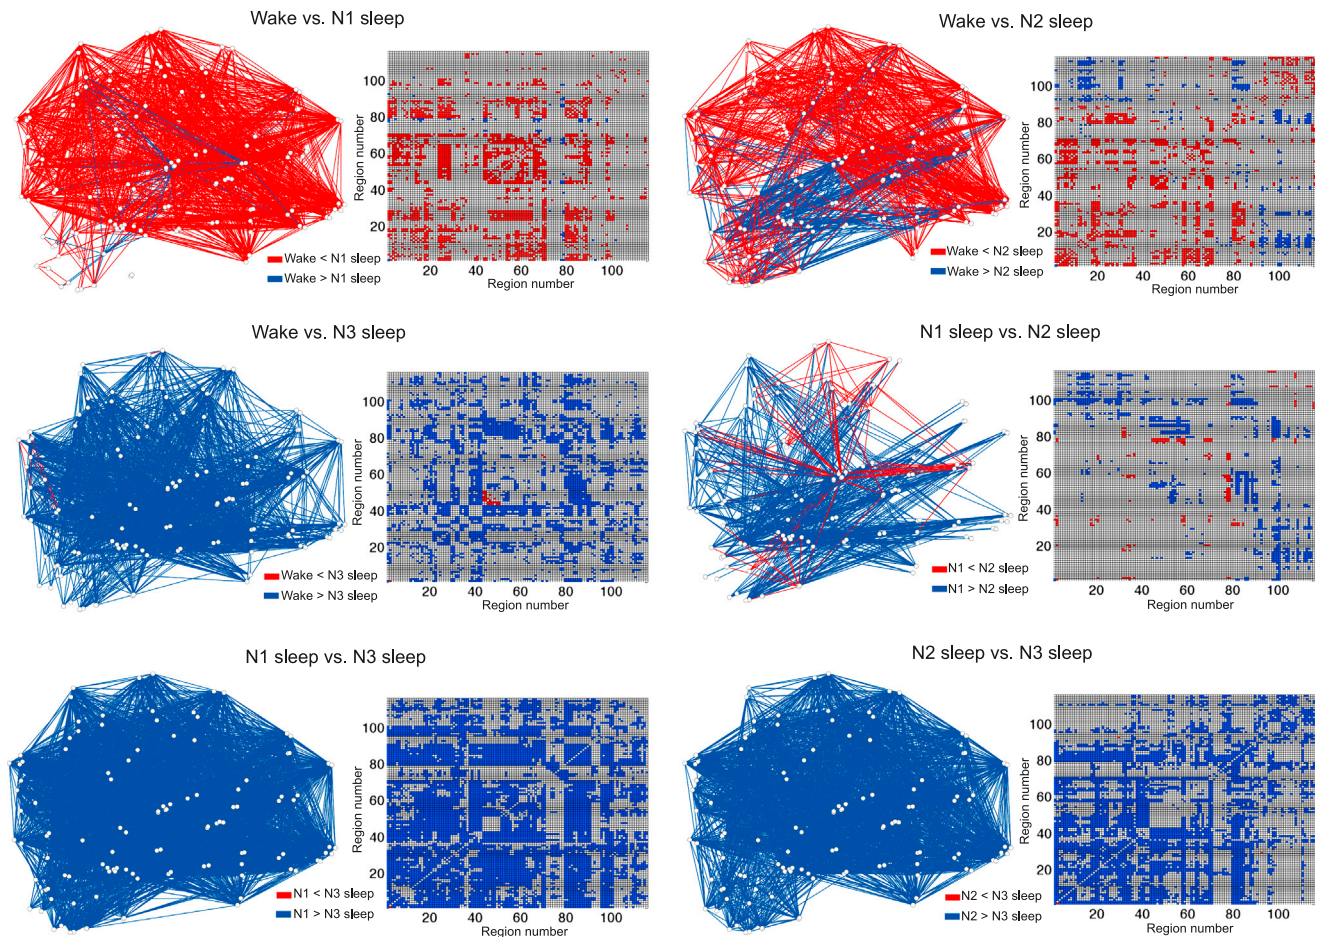 Wake vs. N1 sleep
Region number
100
80
60
40
20
20 40 60 80 100
Region number
Wake < N1 sleep
Wake > N1 sleep
Wake vs. N2 sleep
Region number
100
80
60
40
20
20 40 60 80 100
Region number
Wake < N2 sleep
Wake > N2 sleep
Wake vs. N3 sleep
Region number
100
80
60
40
20
20 40 60 80 100
Region number
Wake < N3 sleep
Wake > N3 sleep
N1 sleep vs. N2 sleep
Region number
100
80
60
40
20
20 40 60 80 100
Region number
N1 < N2 sleep
N1 > N2 sleep
N1 sleep vs. N3 sleep
Region number
100
80
60
40
20
20 40 60 80 100
Region number
N1 < N3 sleep
N1 > N3 sleep
N2 sleep vs. N3 sleep
Region number
100
80
60
40
20
20 40 60 80 100
Region number
N2 < N3 sleep
N2 > N3 sleep